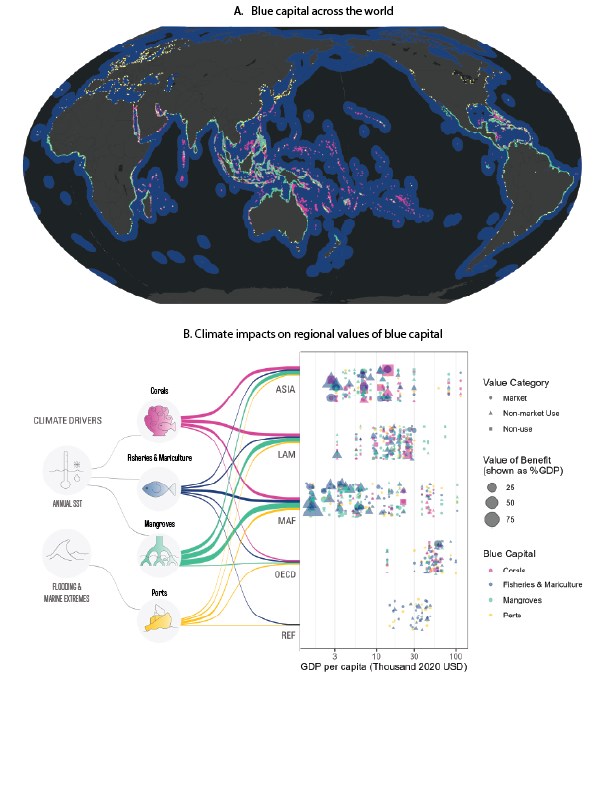 A. Blue capital across the world
B. Climate impacts on regional values of blue capital
CLIMATE DRIVERS
ANNUAL SST
FLOODING &
MARINE EXTREMES
Corals
Fisheries & Mariculture
Mangroves
Ports
ASIA
LAM
MAF
OECD
REF
3 10 30 100
GDP per capita (Thousand 2020 USD)
Value Category
Market
Non-market Use
Non-use
Value of Benefit
(shown as %GDP)
25
50
75
Blue Capital
Corals
Fisheries & Mariculture
Mangroves
Ports